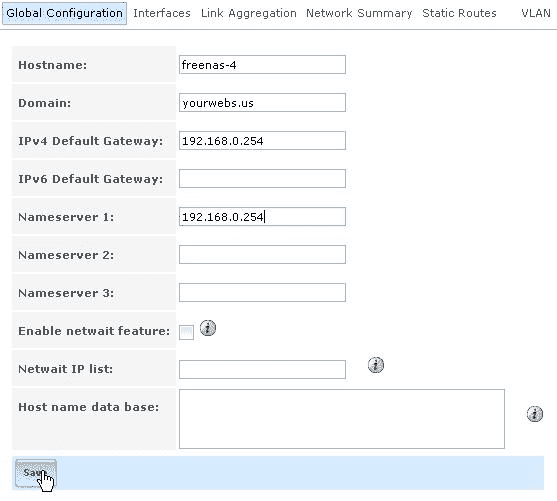 Global Configuration Interfaces Link Aggregation Network Summary Static Routes VLAN
Hostname: freenas-4
Domain: yourwebs.us
IPv4 Default Gateway: 192.168.0.254
IPv6 Default Gateway:
Nameserver 1: 192.168.0.254
Nameserver 2:
Nameserver 3:
Enable netwait feature: i
Netwait IP list: i
Host name data base: i
Save